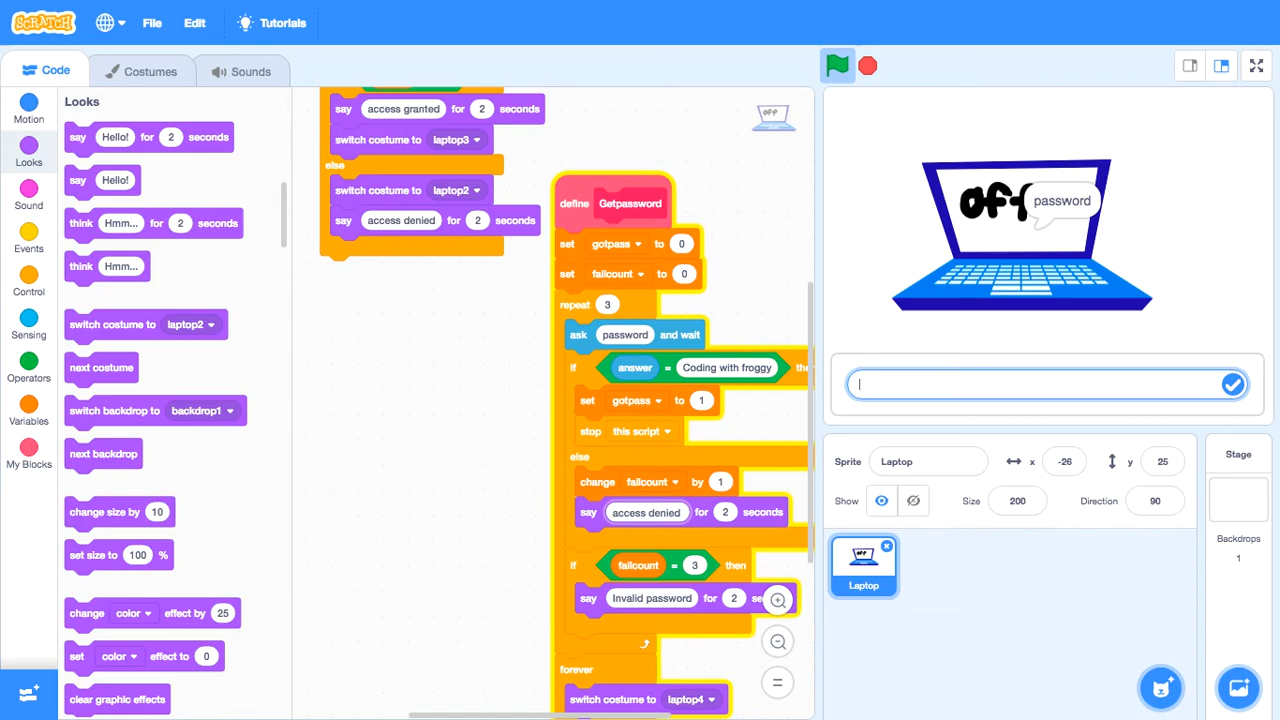 SCRATCH File Edit Tutorials
Code Costumes Sounds
Motion
Looks
Sound
Events
Control
Sensing
Operators
Variables
My Blocks
Looks
say Hello! for 2 seconds
say Hello!
think Hmm... for 2 seconds
think Hmm...
switch costume to laptop2
next costume
switch backdrop to backdrop1
next backdrop
change size by 10
set size to 100 %
change color effect by 25
set color effect to 0
clear graphic effects
say access granted for 2 seconds
switch costume to laptop3
else
switch costume to laptop2
say access denied for 2 seconds
define Getpassword
set gotpass to 0
set failcount to 0
repeat 3
ask password and wait
if answer = Coding with froggy
set gotpass to 1
stop this script
else
change failcount by 1
say access denied for 2 seconds
if failcount = 3 then
say Invalid password for 2
forever
switch costume to laptop4
off
off
password
Sprite Laptop x -26 y 25
Show Size 200 Direction 90
off
Laptop
Stage
Backdrops
1